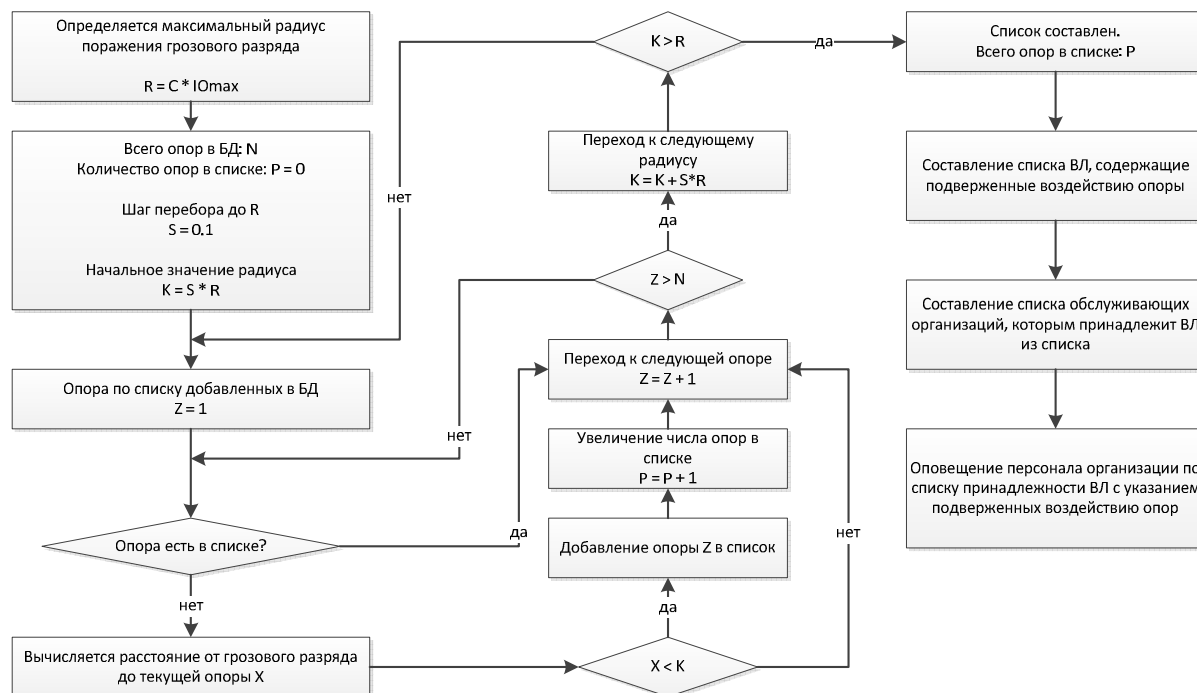 Определяется максимальный радиус
поражения грозового разряда
R = C * IOmax
Всего опор в БД: N
Количество опор в списке: P = 0
Шаг перебора до R
S = 0.1
Начальное значение радиуса
K = S * R
Опора по списку добавленных в БД
Z = 1
Опора есть в списке?
да
нет
Вычисляется расстояние от грозового разряда
до текущей опоры X
X < K
да
нет
Добавление опоры Z в список
Увеличение числа опор в
списке
P = P + 1
Переход к следующей опоре
Z = Z + 1
Z > N
нет
да
Переход к следующему
радиусу
K = K + S*R
K > R
нет
да
Список составлен.
Всего опор в списке: P
Составление списка ВЛ, содержащие
подверженные воздействию опоры
Составление списка обслуживающих
организаций, которым принадлежит ВЛ
из списка
Оповещение персонала организации по
списку принадлежности ВЛ с указанием
подверженных воздействию опор